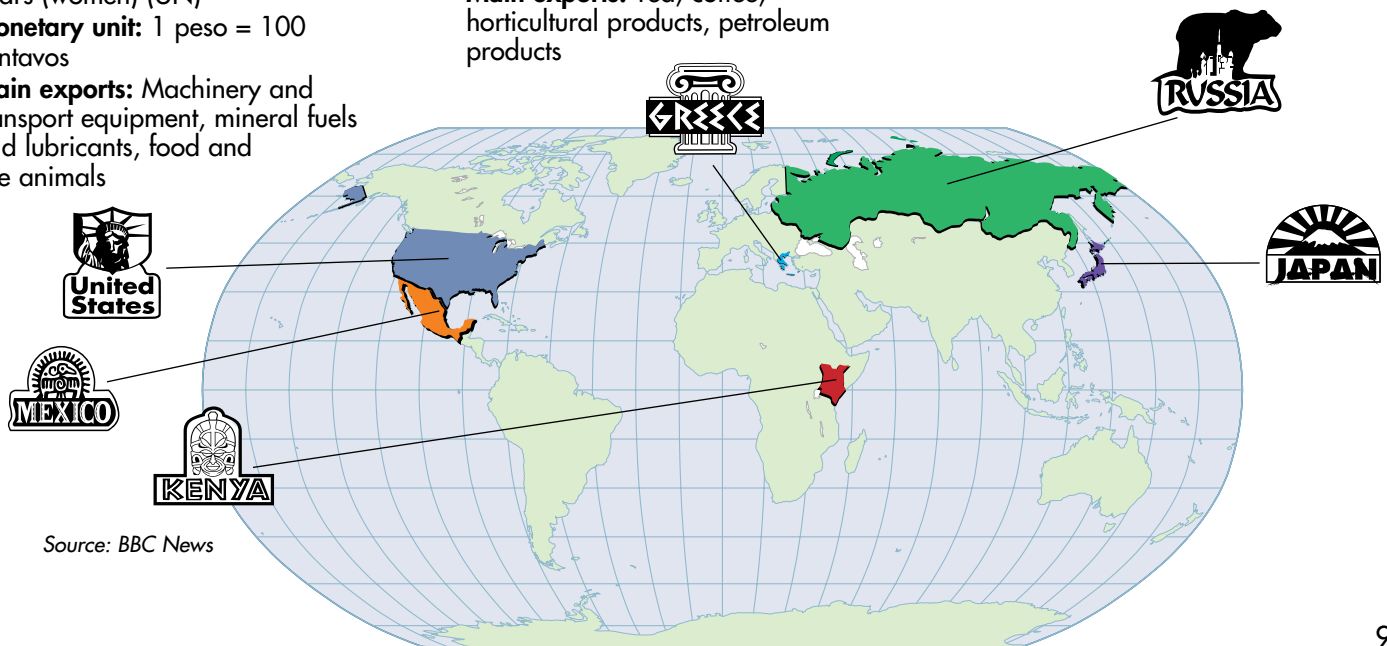 (women) (UN)
onetary unit: 1 peso = 100
ntavos
ain exports: Machinery and
ansport equipment, mineral fuels
d lubricants, food and
e animals
horticultural products, petroleum
products
GREECE
RUSSIA
United
States
JAPAN
MEXICO
KENYA
Source: BBC News
9